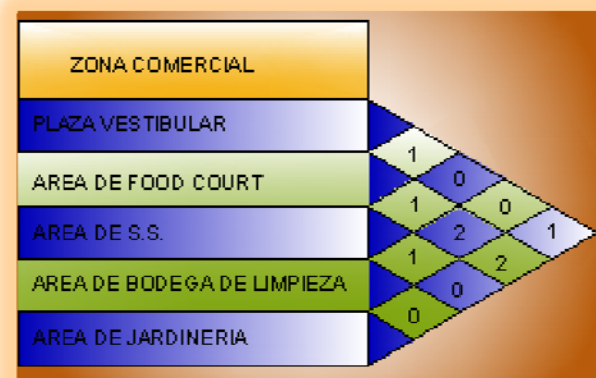 ZONA COMERCIAL
PLAZA VESTIBULAR
1
0
AREA DE FOOD COURT
1
0
2
1
AREA DE S.S.
1
2
AREA DE BODEGA DE LIMPIEZA
0
0
AREA DE JARDINERIA